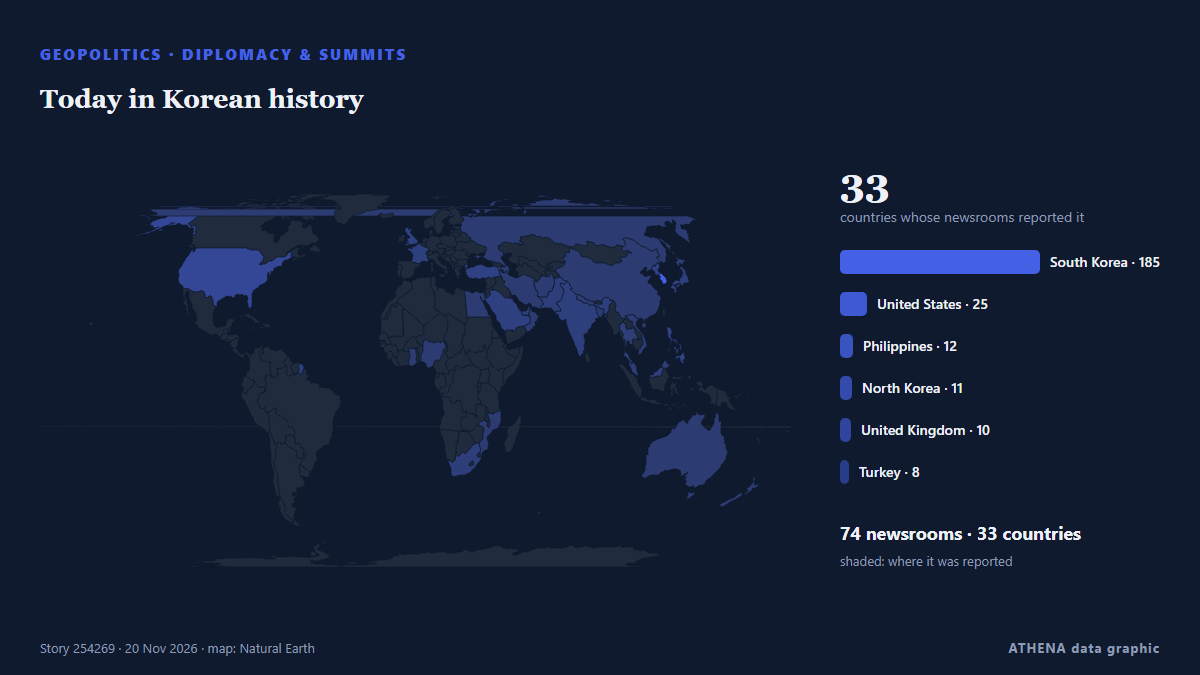 GEOPOLITICS · DIPLOMACY & SUMMITS
Today in Korean history
33
countries whose newsrooms reported it
South Korea · 185
United States · 25
Philippines · 12
North Korea · 11
United Kingdom · 10
Turkey · 8
74 newsrooms · 33 countries
shaded: where it was reported
Story 254269 · 20 Nov 2026 · map: Natural Earth
ATHENA data graphic